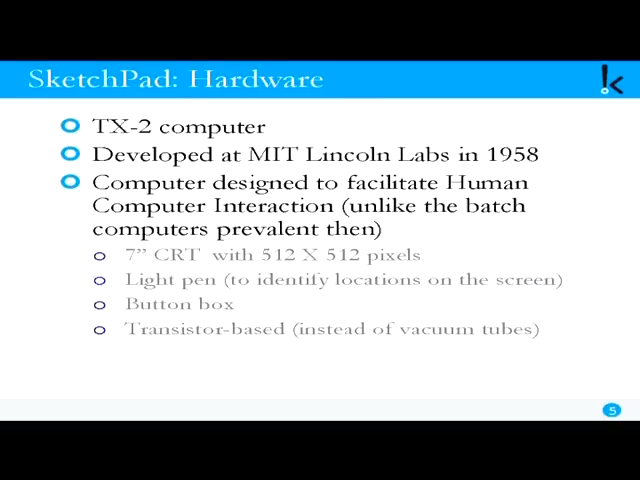 SketchPad: Hardware
TX-2 computer
Developed at MIT Lincoln Labs in 1958
Computer designed to facilitate Human
Computer Interaction (unlike the batch
computers prevalent then)
7” CRT with 512 X 512 pixels
Light pen (to identify locations on the screen)
Button box
Transistor-based (instead of vacuum tubes)
5